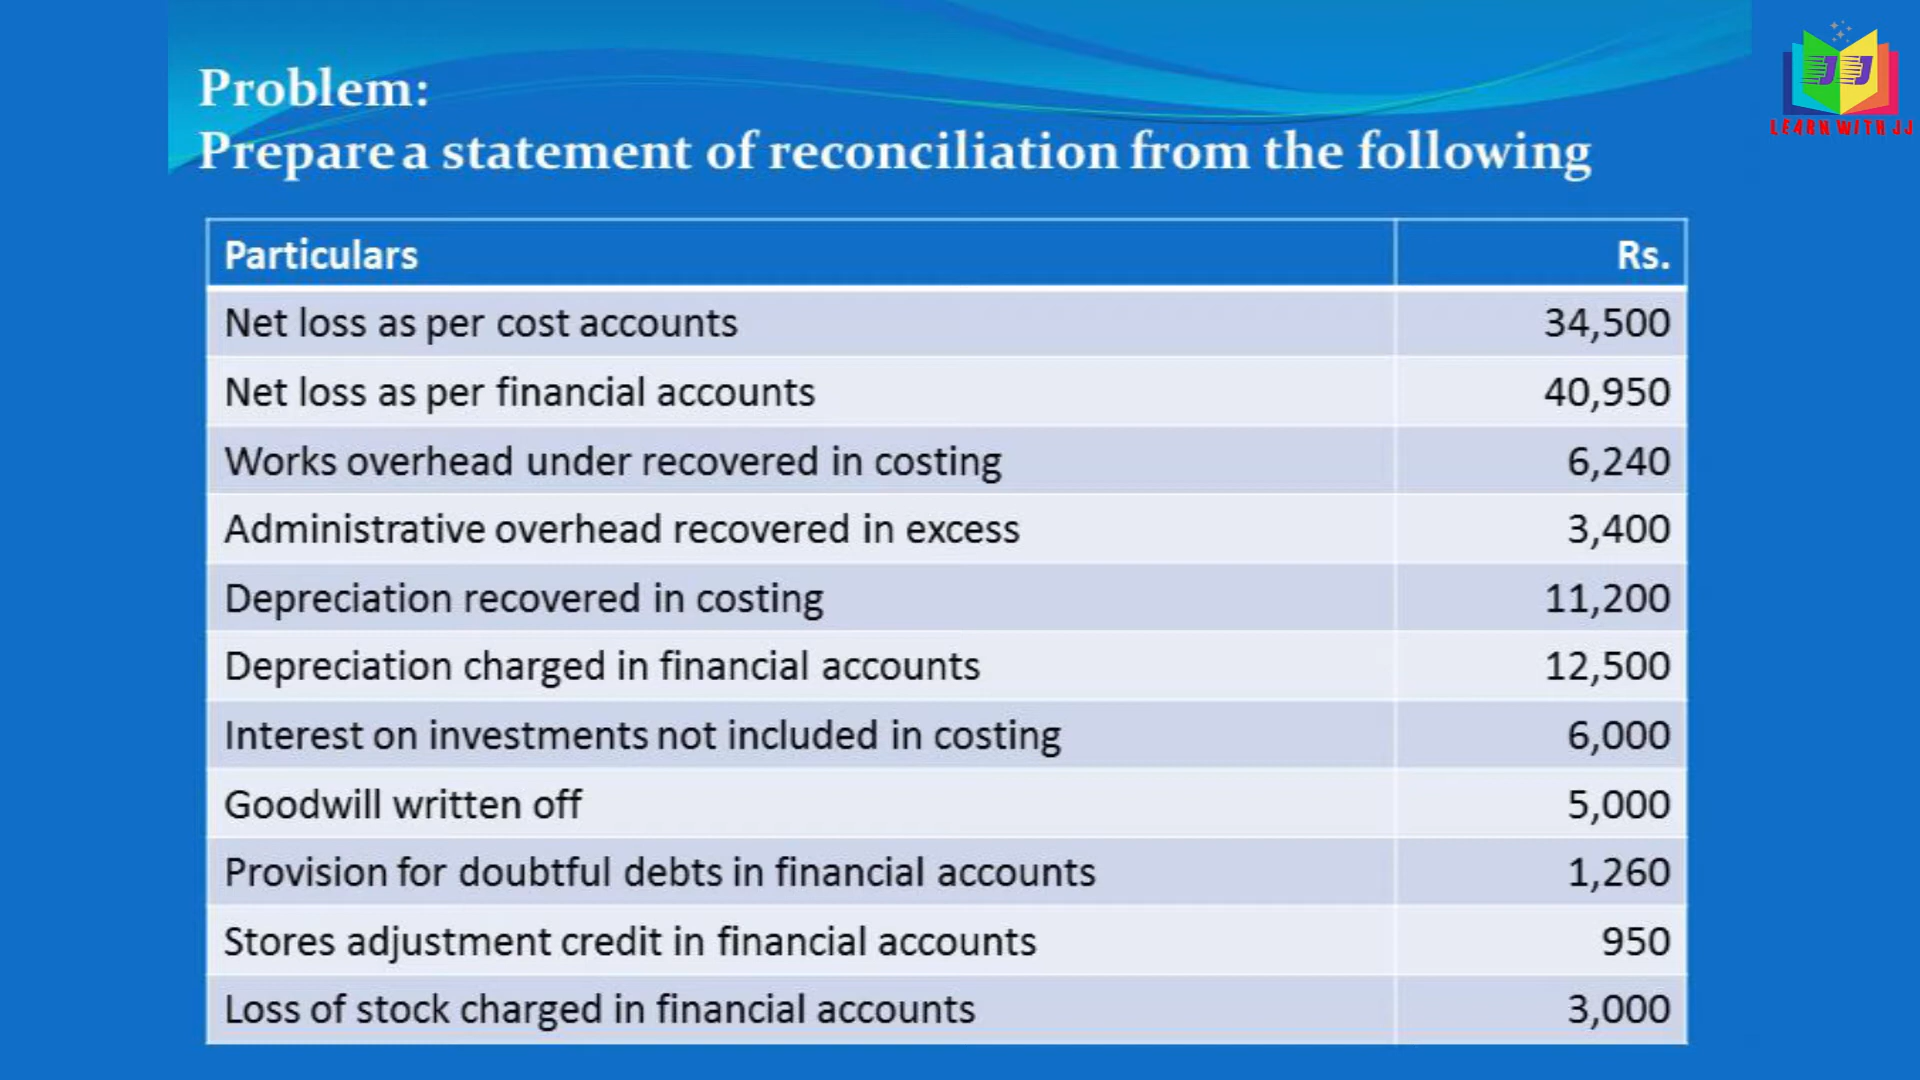 Problem:
Prepare a statement of reconciliation from the following
Particulars Rs.
Net loss as per cost accounts 34,500
Net loss as per financial accounts 40,950
Works overhead under recovered in costing 6,240
Administrative overhead recovered in excess 3,400
Depreciation recovered in costing 11,200
Depreciation charged in financial accounts 12,500
Interest on investments not included in costing 6,000
Goodwill written off 5,000
Provision for doubtful debts in financial accounts 1,260
Stores adjustment credit in financial accounts 950
Loss of stock charged in financial accounts 3,000
JJ
LEARN WITH JJ